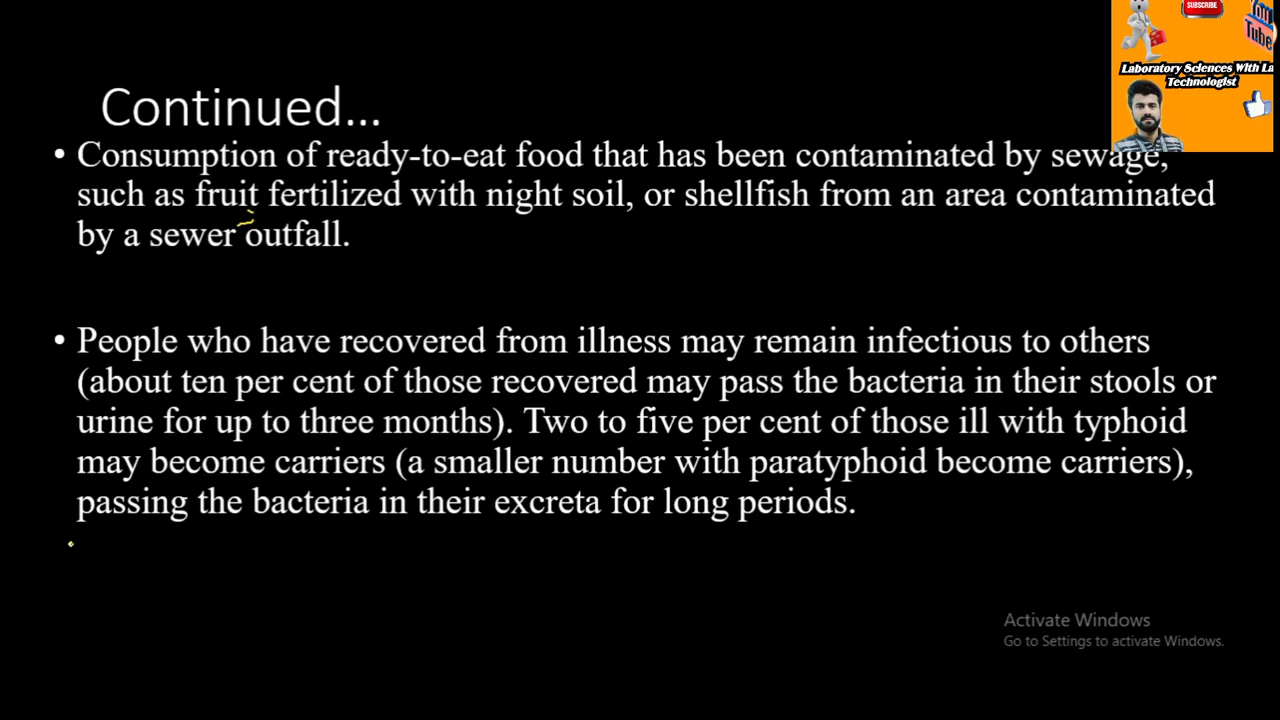 SUBSCRIBE
You
Tube
Laboratory Sciences With La
Technologist
Continued...
• Consumption of ready-to-eat food that has been contaminated by sewage,
such as fruit fertilized with night soil, or shellfish from an area contaminated
by a sewer outfall.
• People who have recovered from illness may remain infectious to others
(about ten per cent of those recovered may pass the bacteria in their stools or
urine for up to three months). Two to five per cent of those ill with typhoid
may become carriers (a smaller number with paratyphoid become carriers),
passing the bacteria in their excreta for long periods.
Activate Windows
Go to Settings to activate Windows.